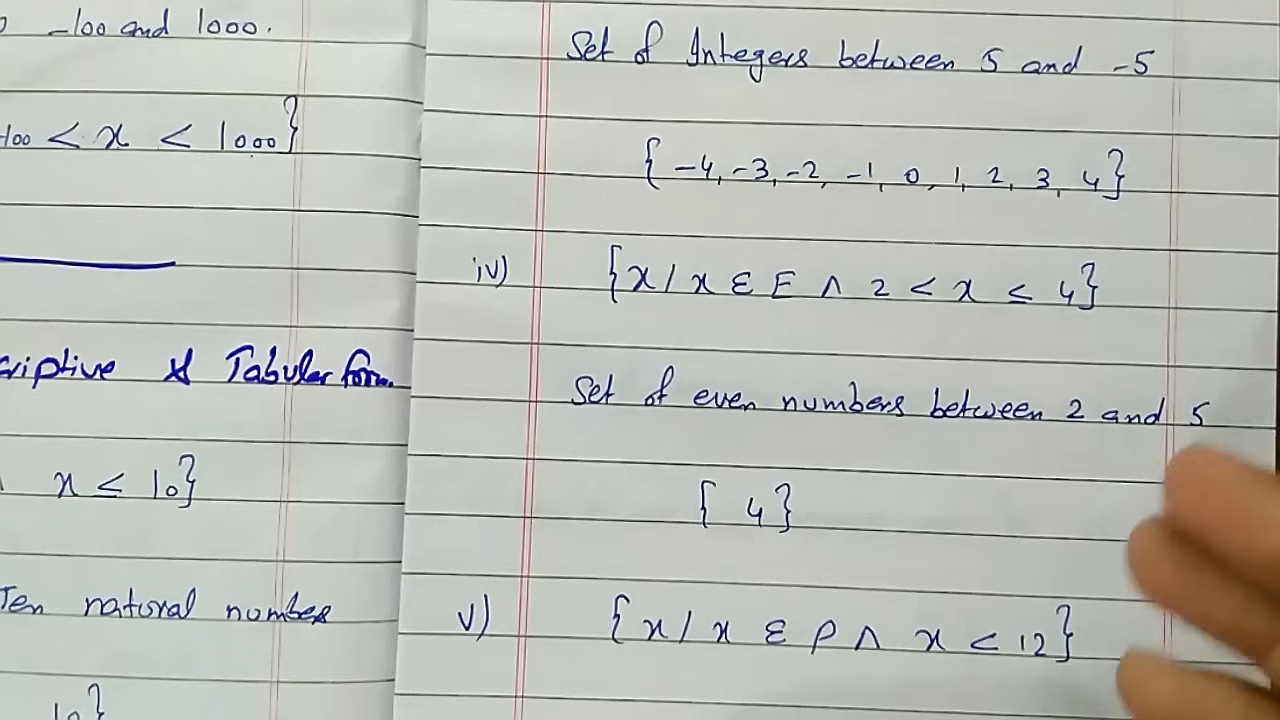 -100 and 1000.
100 < x < 1000}
criptive & Tabular form.
x ≤ 10}
Ten natural number
10}
Set of Integers between 5 and -5
{ -4, -3, -2, -1, 0, 1, 2, 3, 4 }
iv) {x / x ε E ∧ 2 < x ≤ 4}
Set of even numbers between 2 and 5
{ 4 }
v) {x / x ε P ∧ x < 12}